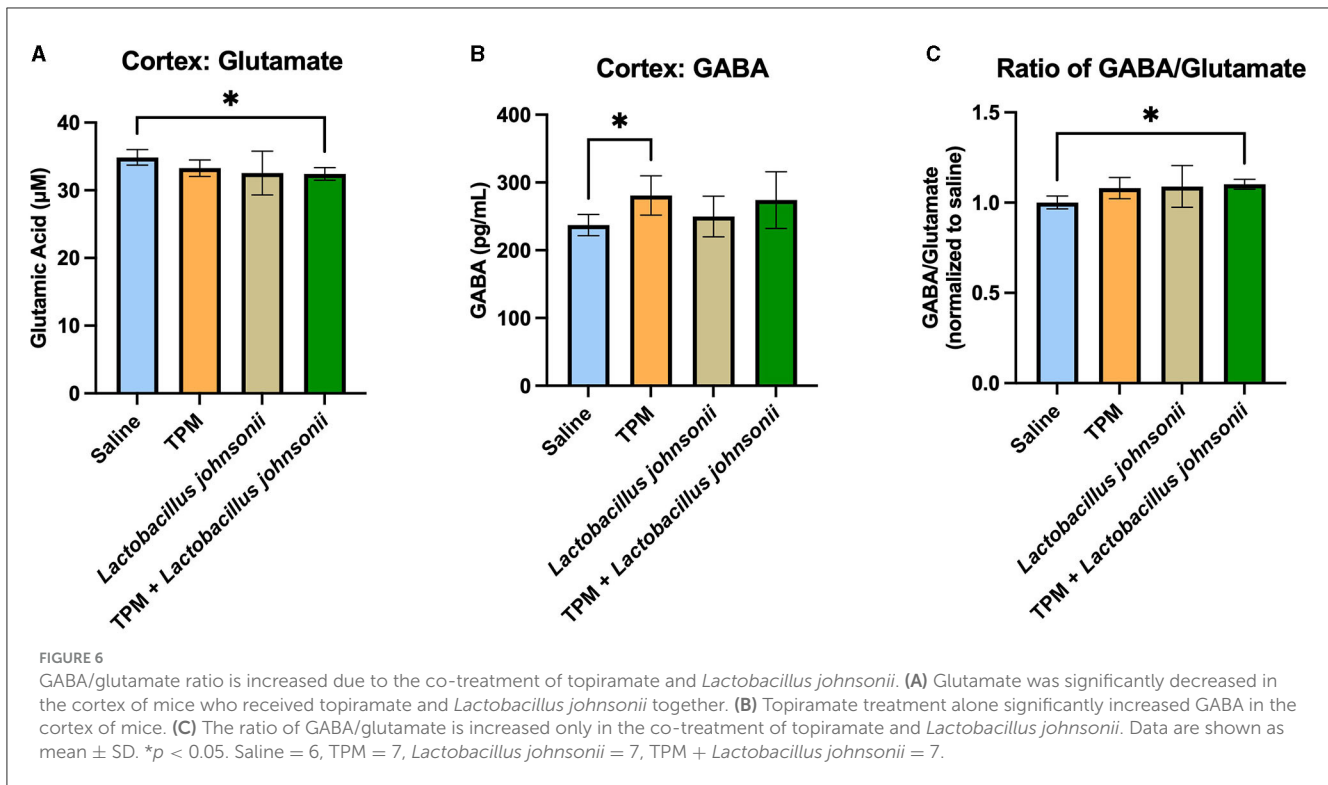 A
Cortex: Glutamate
*
40
30
20
10
0
Glutamic Acid (µM)
Saline
TPM
Lactobacillus johnsonii
TPM + Lactobacillus johnsonii
B
Cortex: GABA
*
400
300
200
100
0
GABA (pg/mL)
Saline
TPM
Lactobacillus johnsonii
TPM + Lactobacillus johnsonii
C
Ratio of GABA/Glutamate
*
1.5
1.0
0.5
0.0
GABA/Glutamate
(normalized to saline)
Saline
TPM
Lactobacillus johnsonii
TPM + Lactobacillus johnsonii
FIGURE 6
GABA/glutamate ratio is increased due to the co-treatment of topiramate and Lactobacillus johnsonii. (A) Glutamate was significantly decreased in
the cortex of mice who received topiramate and Lactobacillus johnsonii together. (B) Topiramate treatment alone significantly increased GABA in the
cortex of mice. (C) The ratio of GABA/glutamate is increased only in the co-treatment of topiramate and Lactobacillus johnsonii. Data are shown as
mean ± SD. *p < 0.05. Saline = 6, TPM = 7, Lactobacillus johnsonii = 7, TPM + Lactobacillus johnsonii = 7.